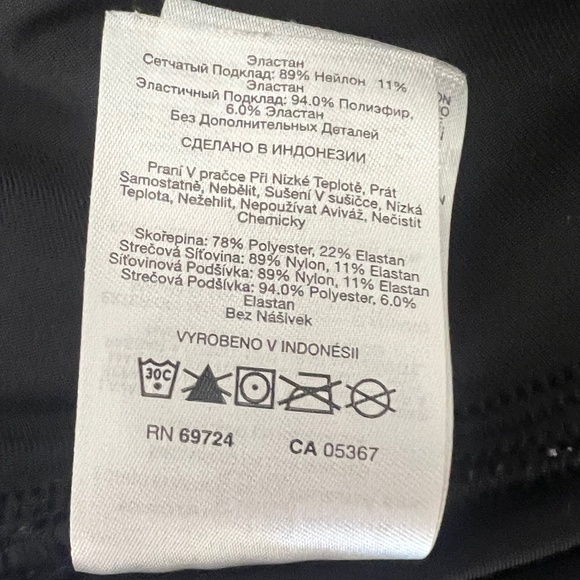 Эластан
Сетчатый Подклад: 89% Нейлон 11%
Эластан
Эластичный Подклад: 94.0% Полиэфир,
6.0% Эластан
Без Дополнительных Деталей
СДЕЛАНО В ИНДОНЕЗИИ
Praní V pračce Při Nízké Teplotě, Prát
Samostatně, Nebělit, Sušení V sušičce, Nízká
Teplota, Nežehlit, Nepoužívat Aviváž, Nečistit
Chemicky
Skořepina: 78% Polyester, 22% Elastan
Strečová Síťovina: 89% Nylon, 11% Elastan
Síťovinová Podšívka: 89% Nylon, 11% Elastan
Strečová Podšívka: 94.0% Polyester, 6.0%
Elastan
Bez Nášivek
VYROBENO V INDONÉSII
30C
RN 69724 CA 05367